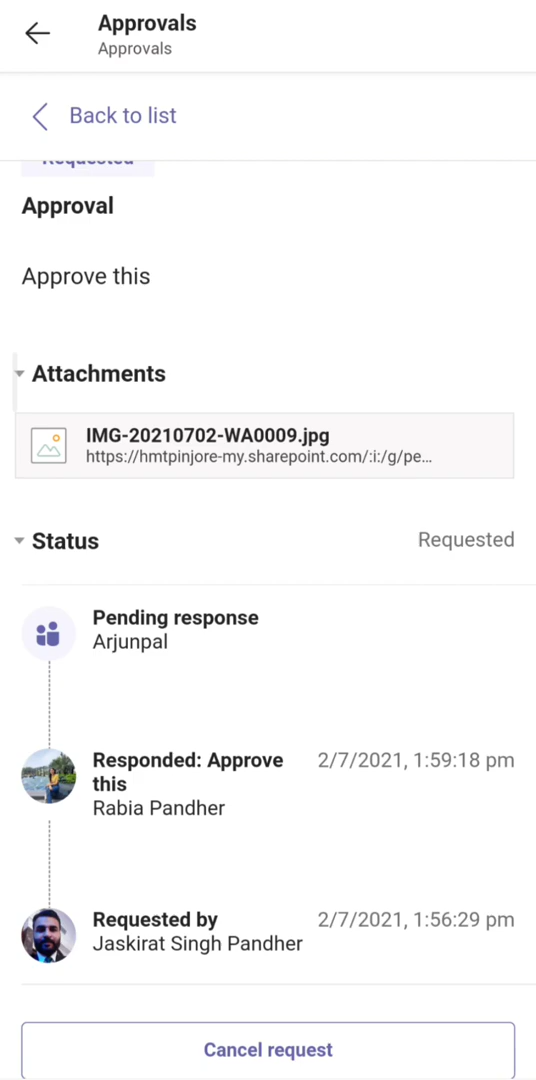 Approvals
Approvals
Back to list
Requested
Approval
Approve this
Attachments
IMG-20210702-WA0009.jpg
https://hmtpinjore-my.sharepoint.com/:i:/g/pe...
Status
Requested
Pending response
Arjunpal
Responded: Approve
2/7/2021, 1:59:18 pm
this
Rabia Pandher
Requested by
2/7/2021, 1:56:29 pm
Jaskirat Singh Pandher
Cancel request